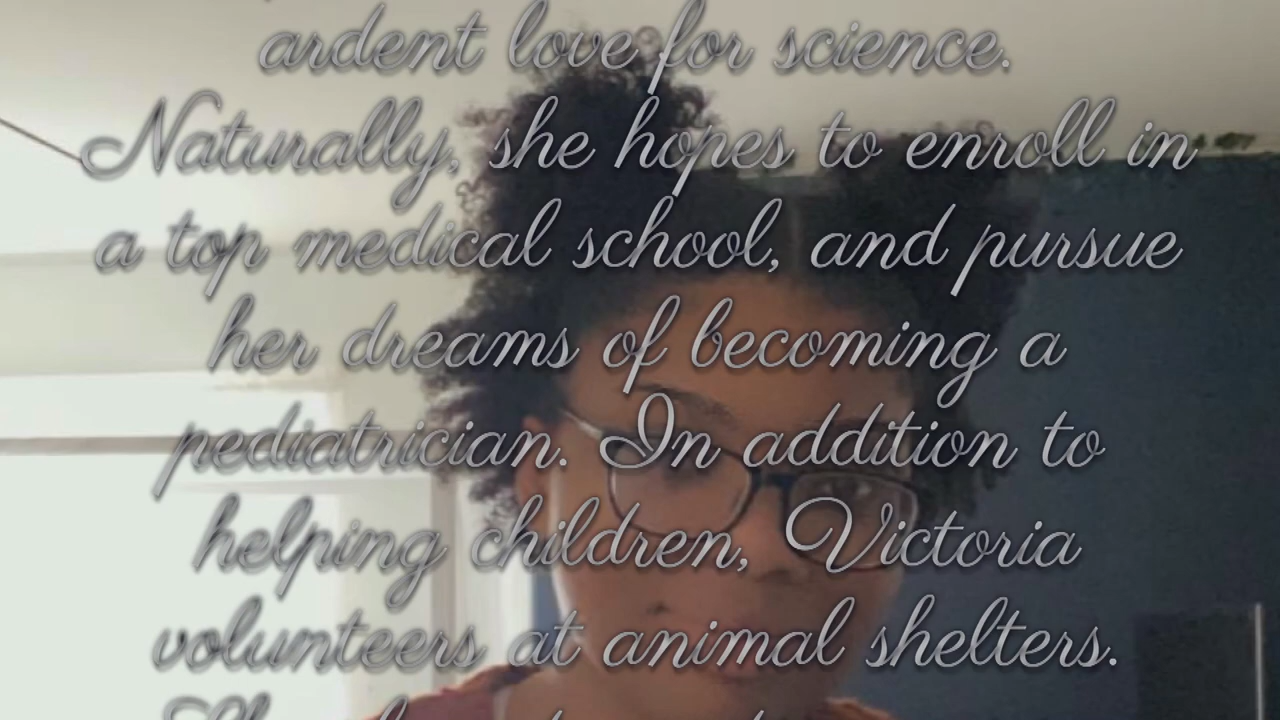 ardent love for science.
Naturally, she hopes to enroll in
a top medical school, and pursue
her dreams of becoming a
pediatrician. In addition to
helping children, Victoria
volunteers at animal shelters.